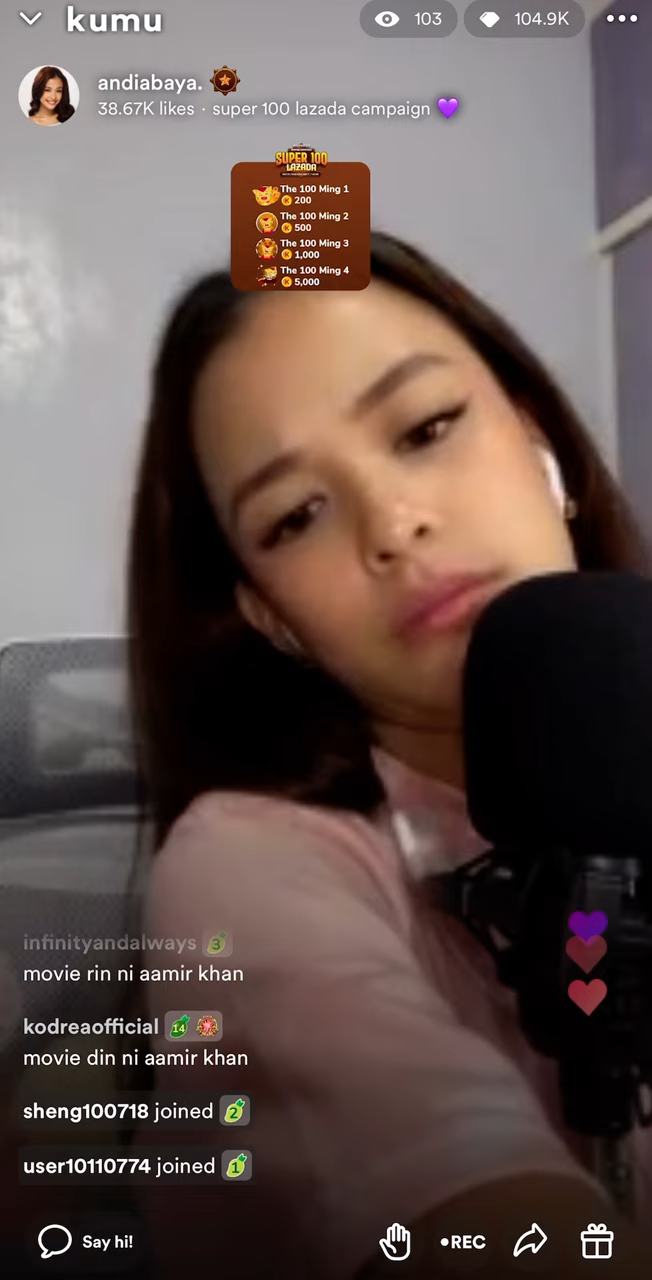 kumu
103
104.9K
andiabaya.
38.67K likes · super 100 lazada campaign
SUPER 100
LAZADA
The 100 Ming 1
K 200
The 100 Ming 2
K 500
The 100 Ming 3
K 1,000
The 100 Ming 4
K 5,000
infinityandalways 3
movie rin ni aamir khan
kodreaofficial 14
movie din ni aamir khan
sheng100718 joined 2
user10110774 joined 1
Say hi!
•REC